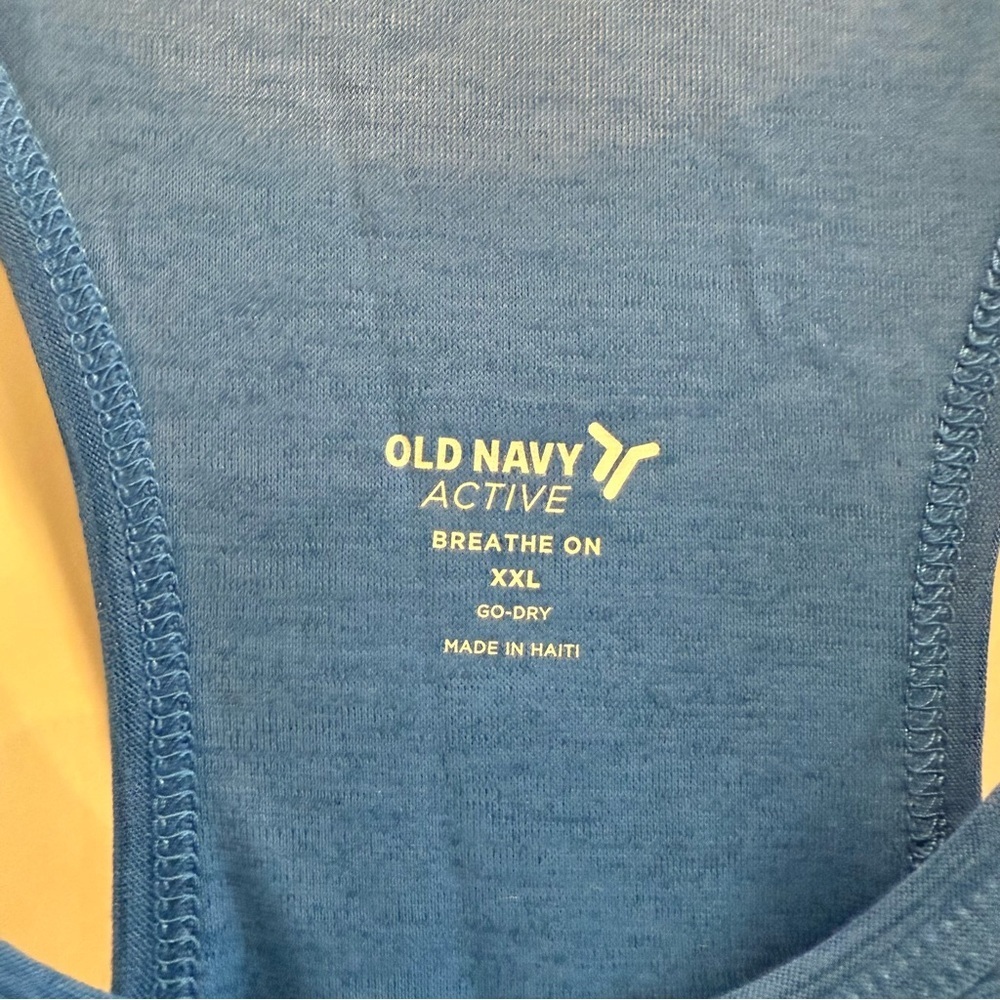 OLD NAVY
ACTIVE
BREATHE ON
XXL
GO-DRY
MADE IN HAITI